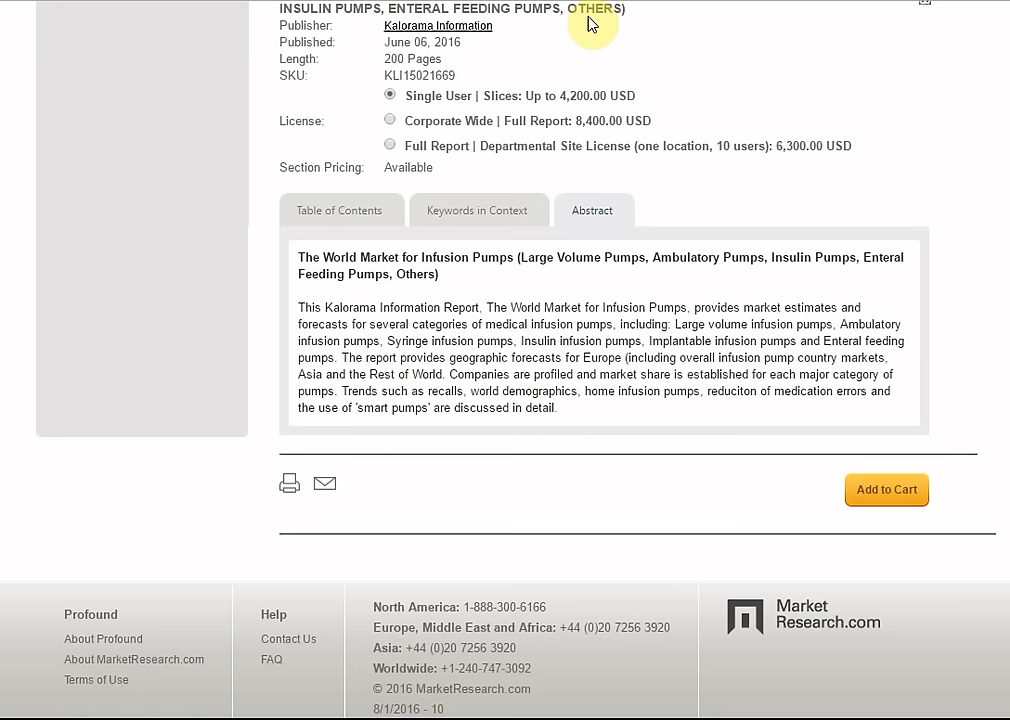 INSULIN PUMPS, ENTERAL FEEDING PUMPS, OTHERS)
Publisher: Kalorama Information
Published: June 06, 2016
Length: 200 Pages
SKU: KLI15021669
Single User | Slices: Up to 4,200.00 USD
License: Corporate Wide | Full Report: 8,400.00 USD
Full Report | Departmental Site License (one location, 10 users): 6,300.00 USD
Section Pricing: Available
Table of Contents Keywords in Context Abstract
The World Market for Infusion Pumps (Large Volume Pumps, Ambulatory Pumps, Insulin Pumps, Enteral
Feeding Pumps, Others)
This Kalorama Information Report, The World Market for Infusion Pumps, provides market estimates and
forecasts for several categories of medical infusion pumps, including: Large volume infusion pumps, Ambulatory
infusion pumps, Syringe infusion pumps, Insulin infusion pumps, Implantable infusion pumps and Enteral feeding
pumps. The report provides geographic forecasts for Europe (including overall infusion pump country markets,
Asia and the Rest of World. Companies are profiled and market share is established for each major category of
pumps. Trends such as recalls, world demographics, home infusion pumps, reduciton of medication errors and
the use of 'smart pumps' are discussed in detail.
Add to Cart
Profound
About Profound
About MarketResearch.com
Terms of Use
Help
Contact Us
FAQ
North America: 1-888-300-6166
Europe, Middle East and Africa: +44 (0)20 7256 3920
Asia: +44 (0)20 7256 3920
Worldwide: +1-240-747-3092
© 2016 MarketResearch.com
8/1/2016 - 10
Market
Research.com